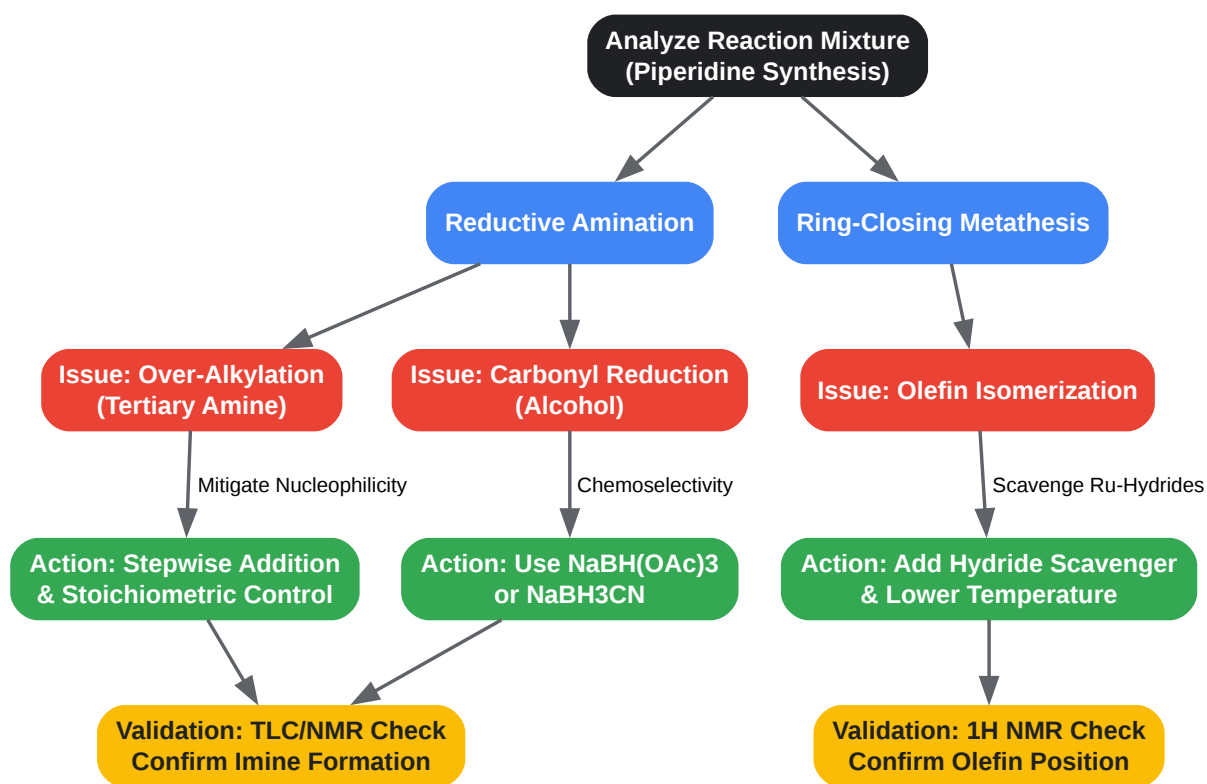 Analyze Reaction Mixture
(Piperidine Synthesis)
Reductive Amination
Ring-Closing Metathesis
Issue: Over-Alkylation
(Tertiary Amine)
Issue: Carbonyl Reduction
(Alcohol)
Issue: Olefin Isomerization
Mitigate Nucleophilicity
Chemoselectivity
Scavenge Ru-Hydrides
Action: Stepwise Addition
& Stoichiometric Control
Action: Use NaBH(OAc)3
or NaBH3CN
Action: Add Hydride Scavenger
& Lower Temperature
Validation: TLC/NMR Check
Confirm Imine Formation
Validation: 1H NMR Check
Confirm Olefin Position